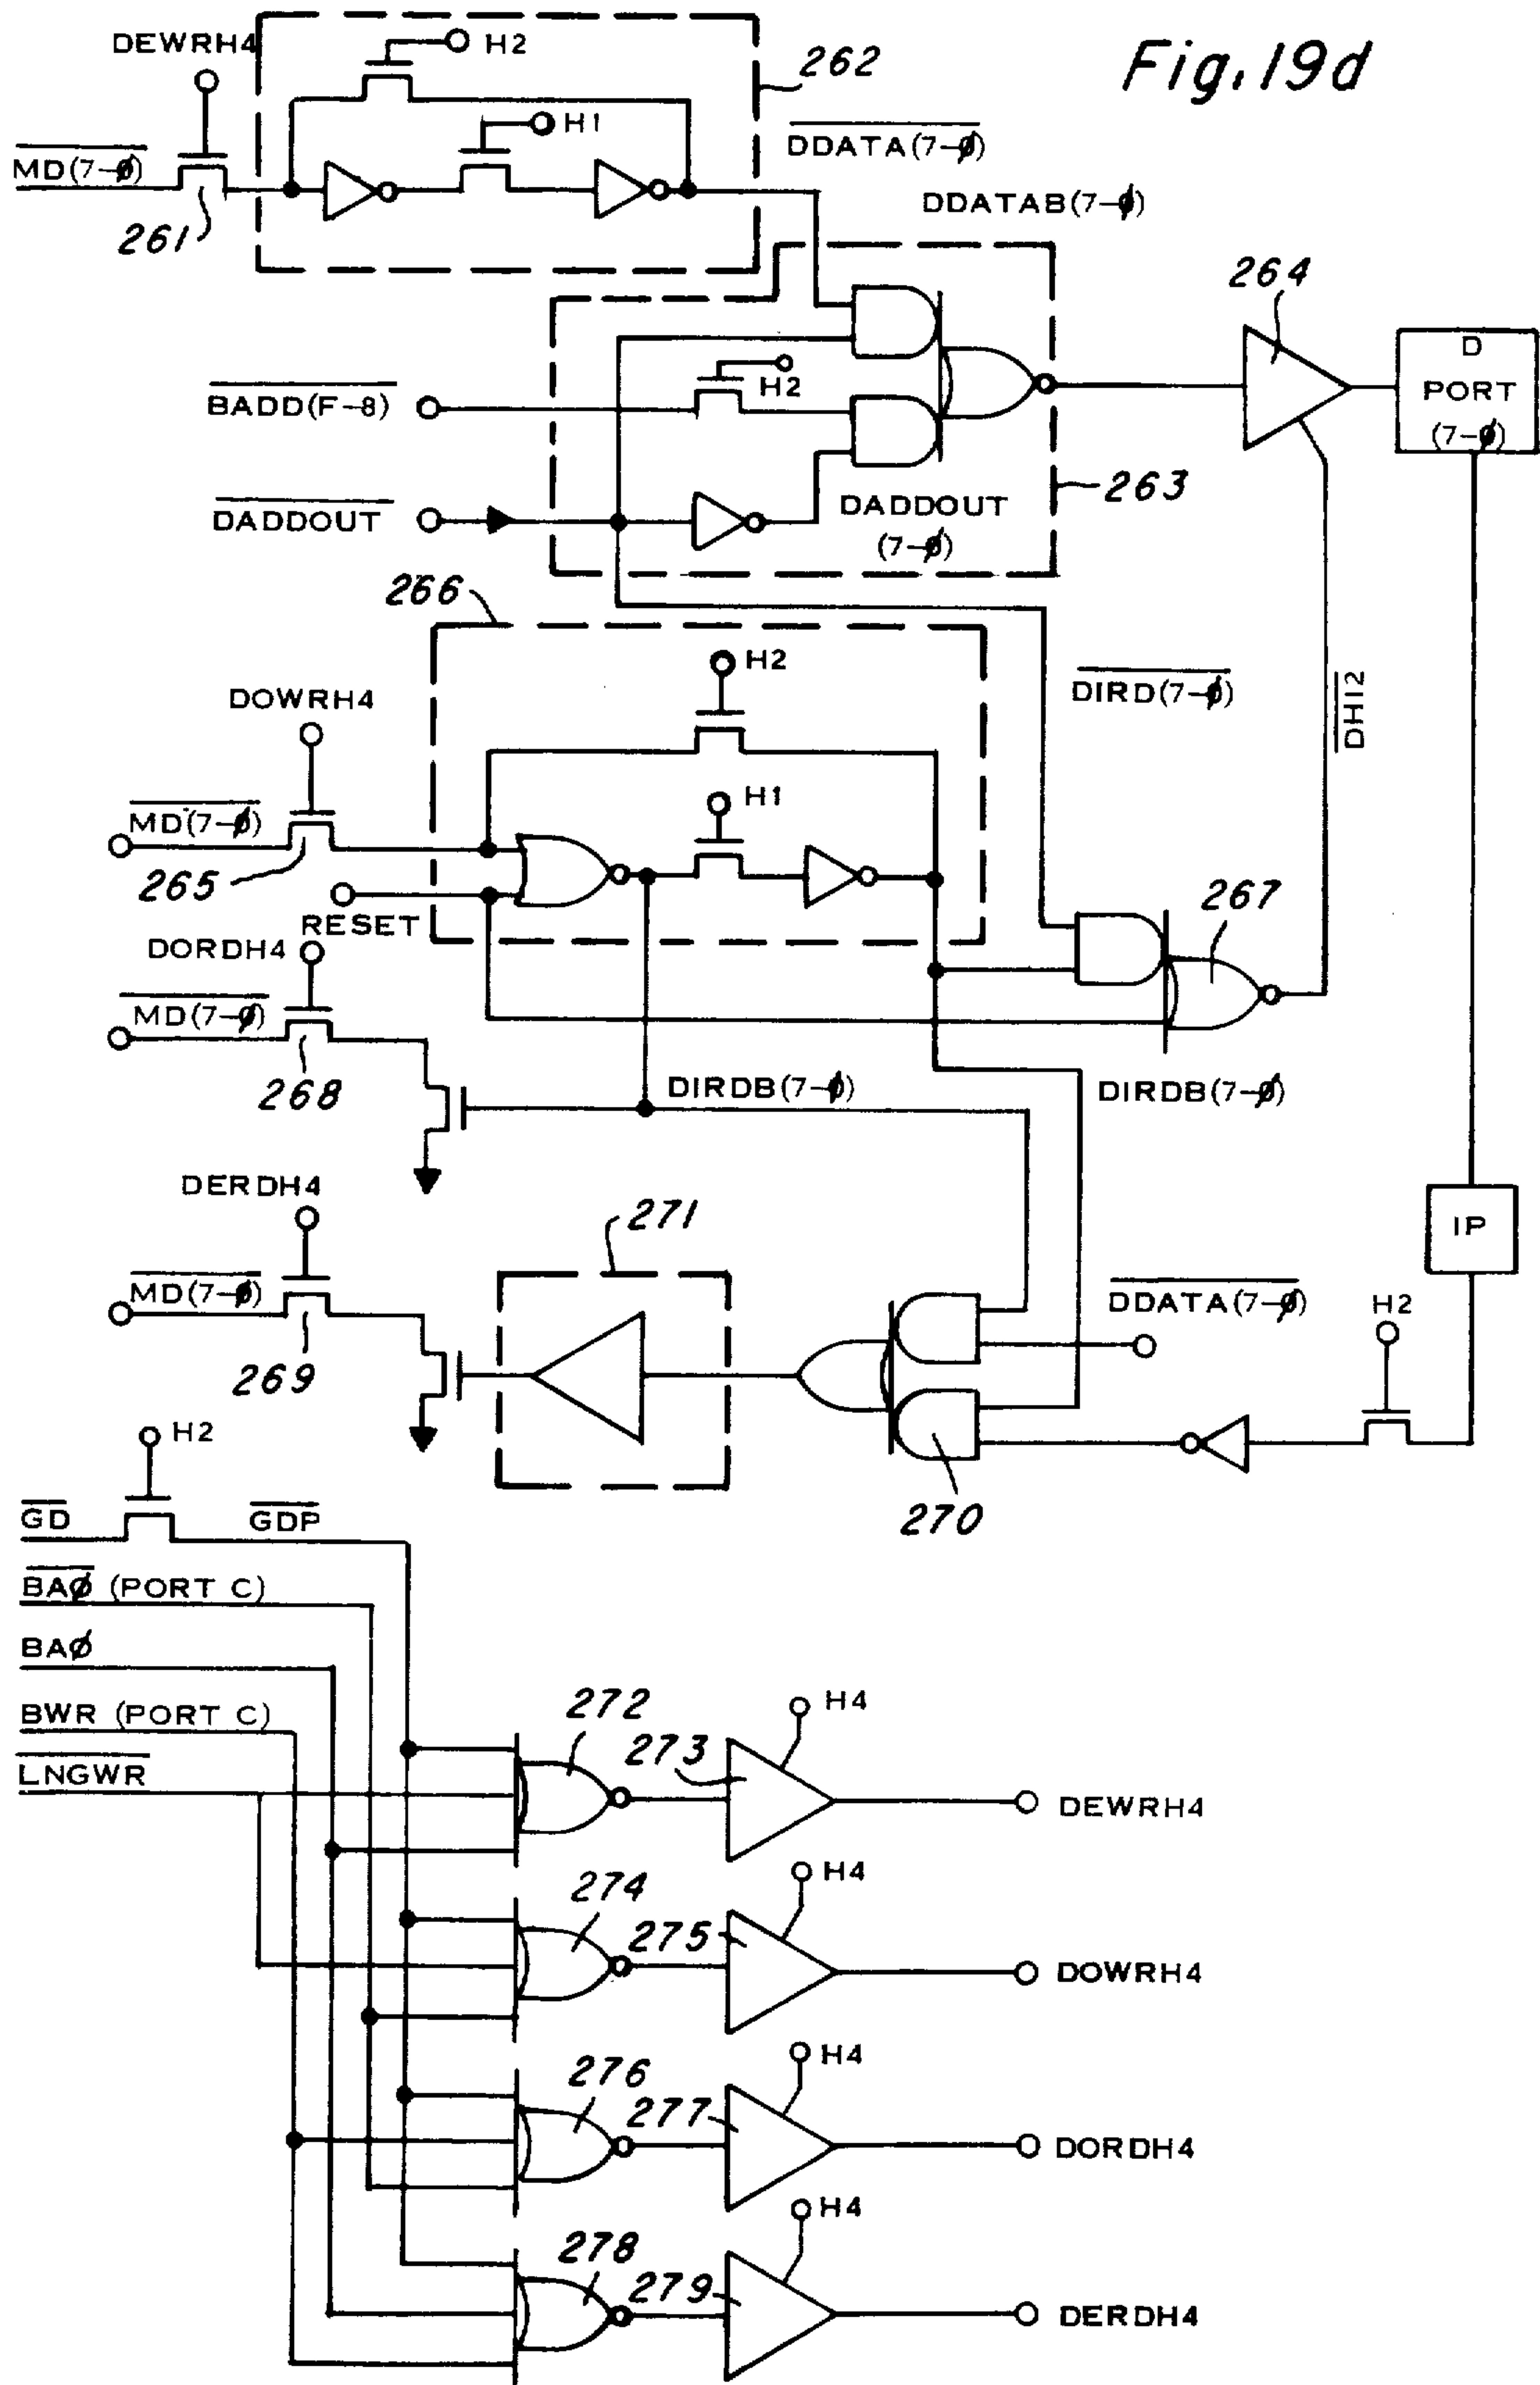 Fig. 19d
DEWRH4
H2
262
H1
MD(7-Ø)
DDATA(7-Ø)
261
DDATAB(7-Ø)
264
D
PORT
(7-Ø)
H2
BADD(F-8)
263
DADDOUT
DADDOUT
(7-Ø)
266
H2
DIRD(7-Ø)
DHI2
DOWRH4
H1
MD(7-Ø)
265
267
RESET
DORDH4
MD(7-Ø)
268
DIRDB(7-Ø)
DIRDB(7-Ø)
DERDH4
271
IP
MD(7-Ø)
DDATA(7-Ø)
H2
269
H2
270
GD
GDP
BAØ (PORT C)
BAØ
BWR (PORT C)
LNGWR
272
273
H4
DEWRH4
274
275
H4
DOWRH4
276
277
H4
DORDH4
278
279
H4
DERDH4